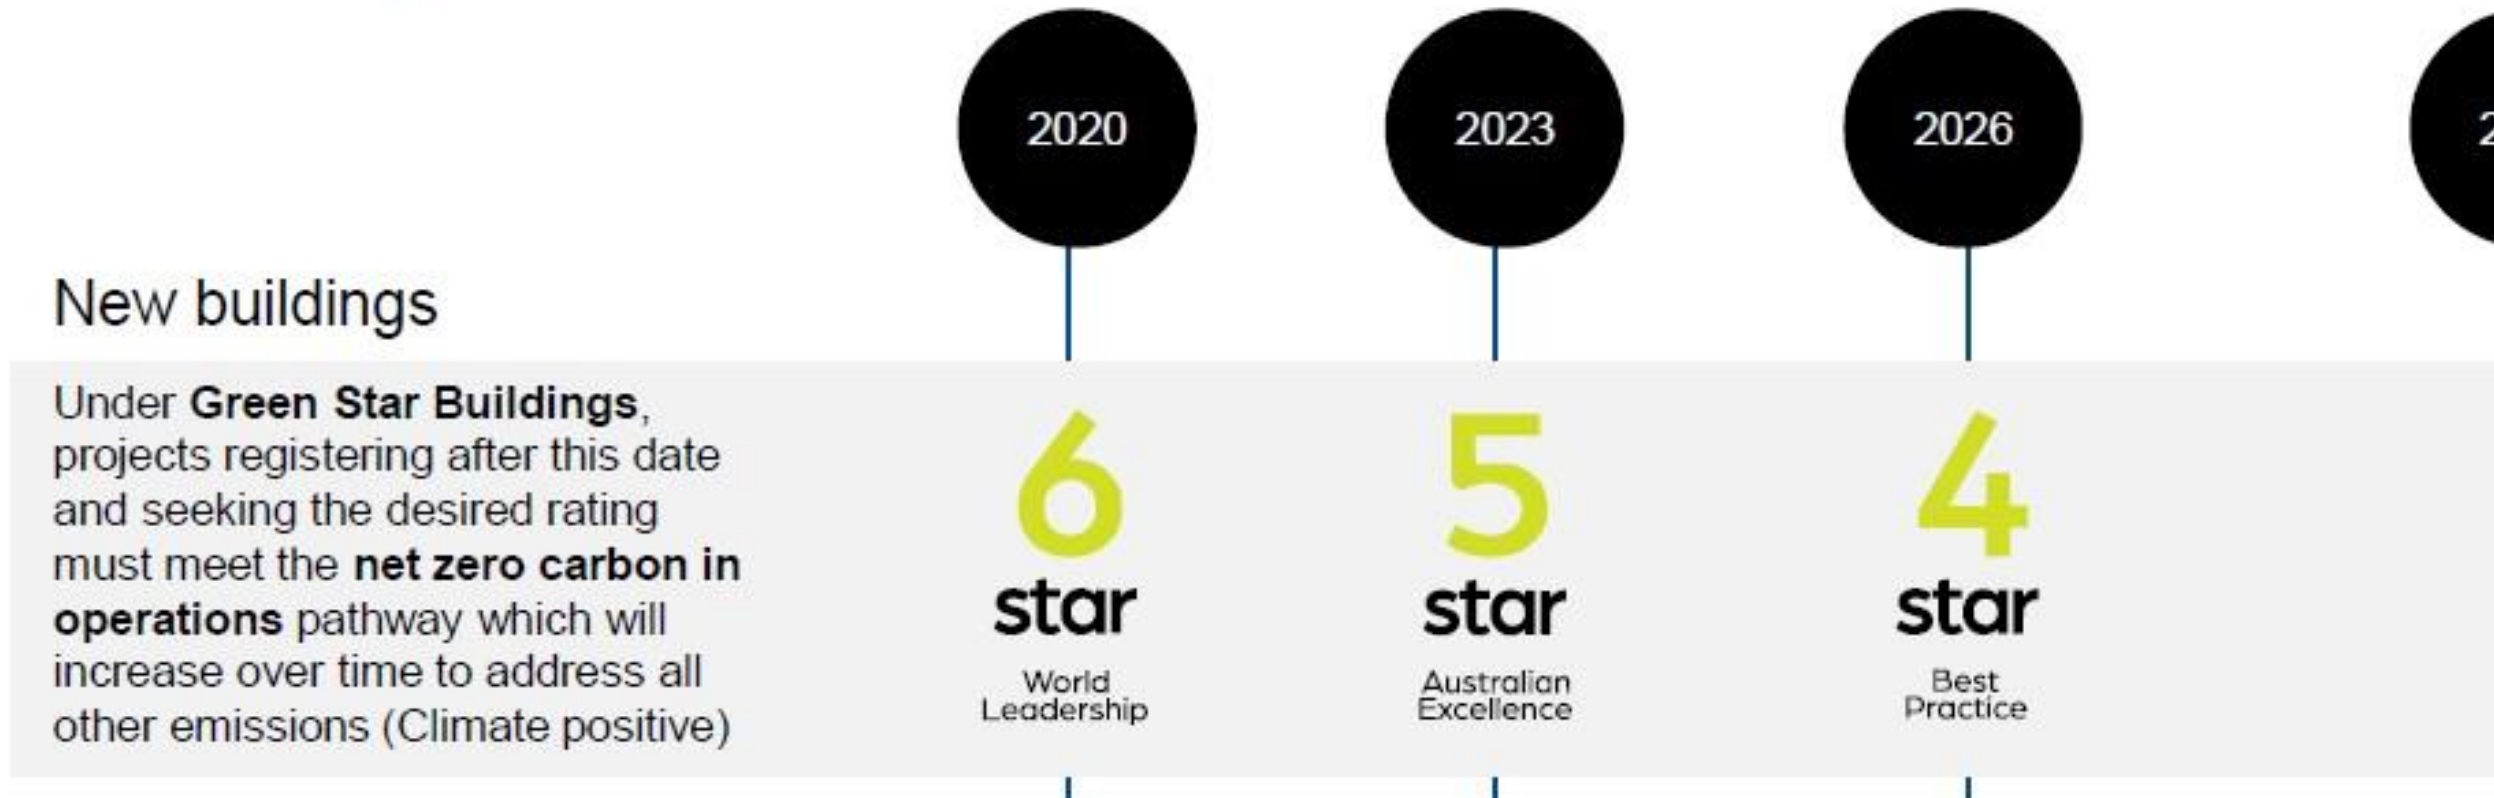 2020
2023
2026
2
New buildings
Under Green Star Buildings,
projects registering after this date
and seeking the desired rating
must meet the net zero carbon in
operations pathway which will
increase over time to address all
other emissions (Climate positive)
6
star
World
Leadership
5
star
Australian
Excellence
4
star
Best
Practice